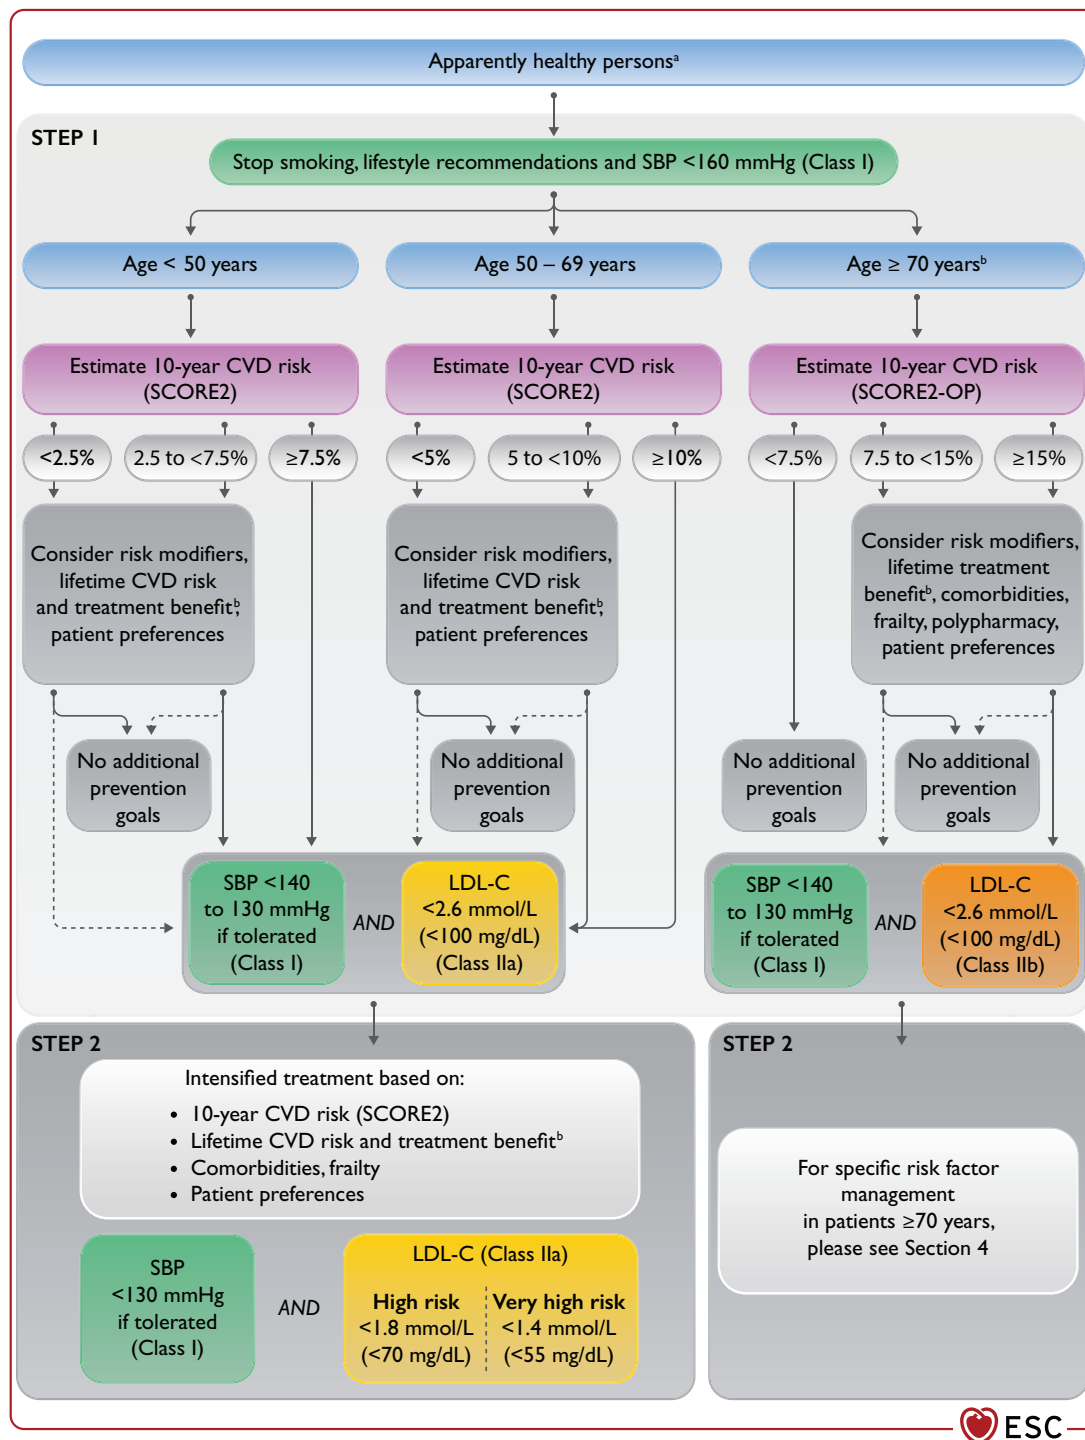 Apparently healthy personsᵃ
STEP 1
Stop smoking, lifestyle recommendations and SBP <160 mmHg (Class I)
Age < 50 years
Age 50 – 69 years
Age ≥ 70 yearsᵇ
Estimate 10-year CVD risk
(SCORE2)
Estimate 10-year CVD risk
(SCORE2)
Estimate 10-year CVD risk
(SCORE2-OP)
<2.5%
2.5 to <7.5%
≥7.5%
<5%
5 to <10%
≥10%
<7.5%
7.5 to <15%
≥15%
Consider risk modifiers,
lifetime CVD risk
and treatment benefitᵇ,
patient preferences
Consider risk modifiers,
lifetime CVD risk
and treatment benefitᵇ,
patient preferences
Consider risk modifiers,
lifetime treatment
benefitᵇ, comorbidities,
frailty, polypharmacy,
patient preferences
No additional
prevention
goals
No additional
prevention
goals
No additional
prevention
goals
No additional
prevention
goals
SBP <140
to 130 mmHg
if tolerated
(Class I)
AND
LDL-C
<2.6 mmol/L
(<100 mg/dL)
(Class IIa)
SBP <140
to 130 mmHg
if tolerated
(Class I)
AND
LDL-C
<2.6 mmol/L
(<100 mg/dL)
(Class IIb)
STEP 2
Intensified treatment based on:
• 10-year CVD risk (SCORE2)
• Lifetime CVD risk and treatment benefitᵇ
• Comorbidities, frailty
• Patient preferences
SBP
<130 mmHg
if tolerated
(Class I)
AND
LDL-C (Class IIa)
High risk
<1.8 mmol/L
(<70 mg/dL)
Very high risk
<1.4 mmol/L
(<55 mg/dL)
STEP 2
For specific risk factor
management
in patients ≥70 years,
please see Section 4
ESC